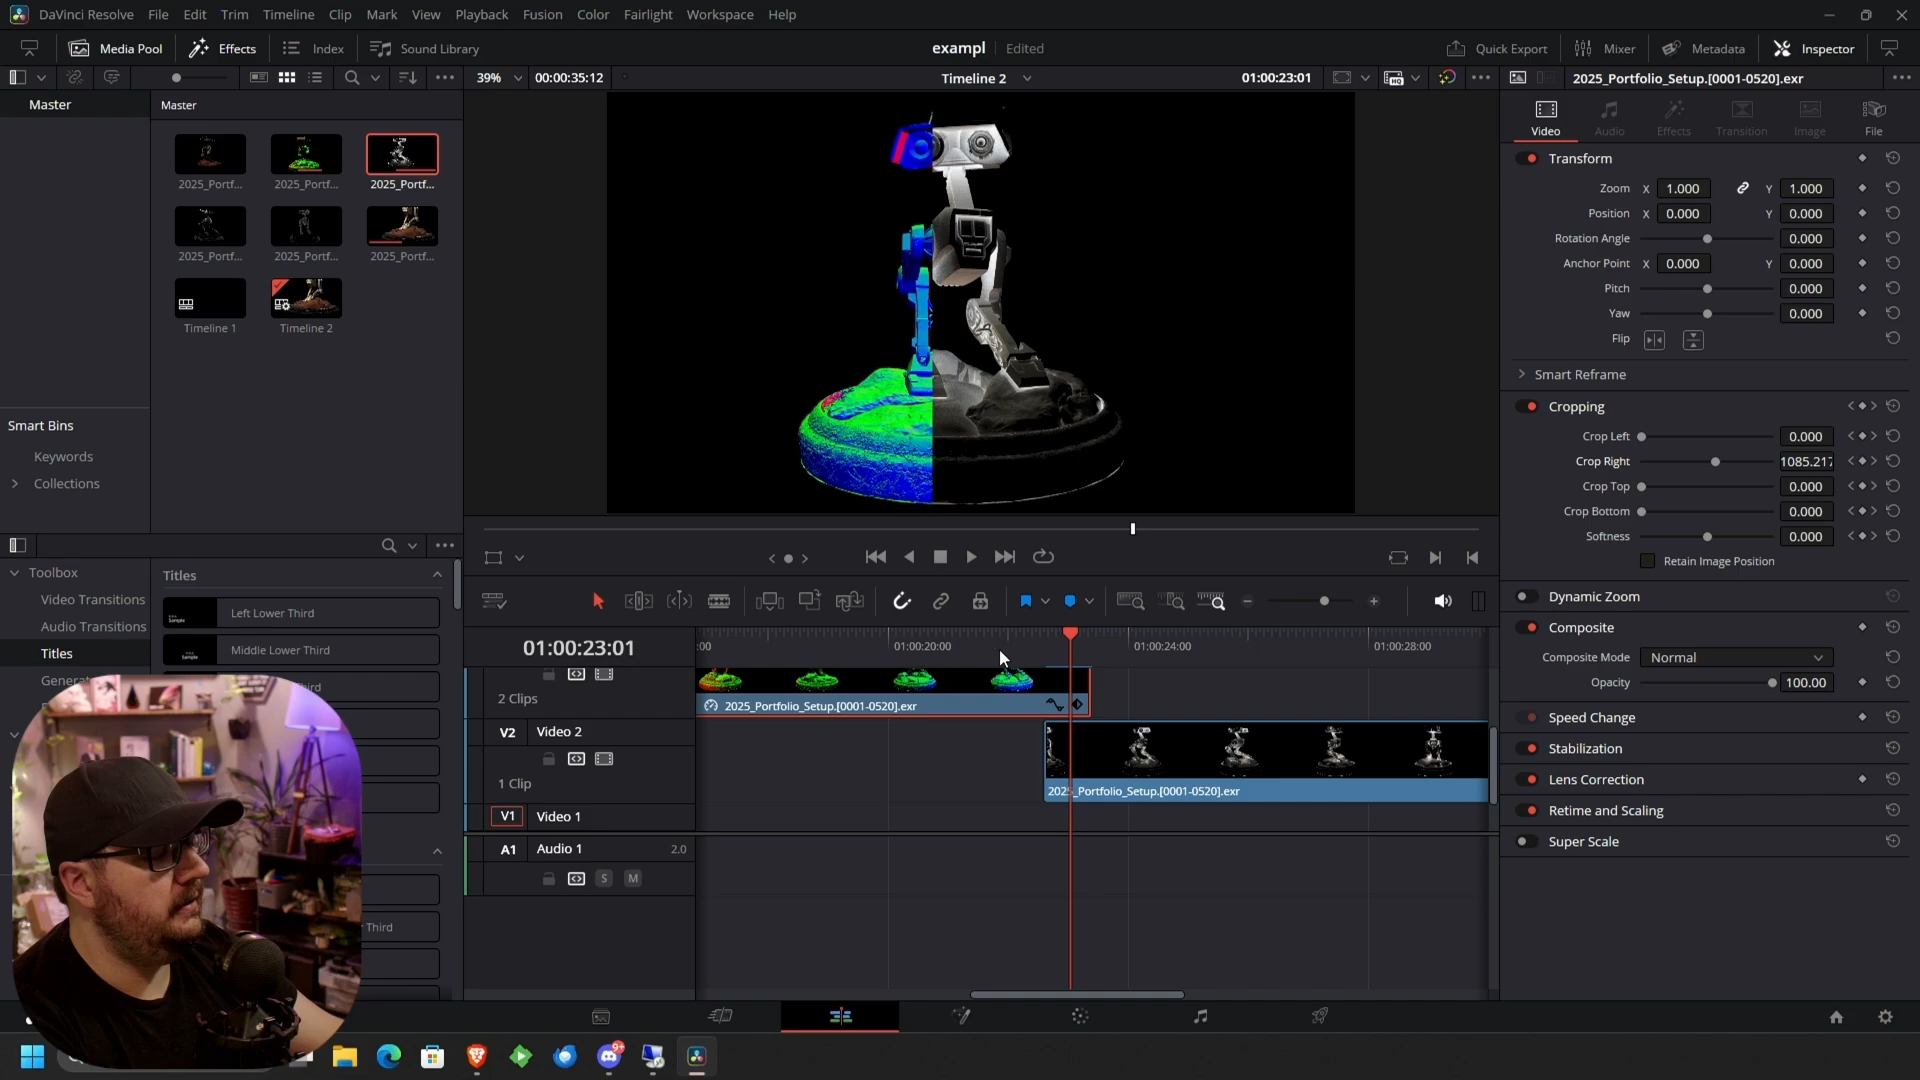 DaVinci Resolve File Edit Trim Timeline Clip Mark View Playback Fusion Color Fairlight Workspace Help
Media Pool Effects Index Sound Library
exampl Edited
Quick Export Mixer Metadata Inspector
39% 00:00:35:12 Timeline 2 01:00:23:01
2025_Portfolio_Setup.[0001-0520].exr
Master
Master
2025_Portf... 2025_Portf... 2025_Portf...
2025_Portf... 2025_Portf... 2025_Portf...
Timeline 1 Timeline 2
Smart Bins
Keywords
Collections
Video Audio Effects Transition Image File
Transform
Zoom X 1.000 Y 1.000
Position X 0.000 Y 0.000
Rotation Angle 0.000
Anchor Point X 0.000 Y 0.000
Pitch 0.000
Yaw 0.000
Flip
Smart Reframe
Cropping
Crop Left 0.000
Crop Right 1085.217
Crop Top 0.000
Crop Bottom 0.000
Softness 0.000
Retain Image Position
Dynamic Zoom
Composite
Composite Mode Normal
Opacity 100.00
Speed Change
Stabilization
Lens Correction
Retime and Scaling
Super Scale
Toolbox
Video Transitions
Audio Transitions
Titles
Titles
Left Lower Third
Middle Lower Third
Third
01:00:23:01
:00 01:00:20:00 01:00:24:00 01:00:28:00
2 Clips
2025_Portfolio_Setup.[0001-0520].exr
V2 Video 2
1 Clip
2025_Portfolio_Setup.[0001-0520].exr
V1 Video 1
A1 Audio 1 2.0
S M
9+